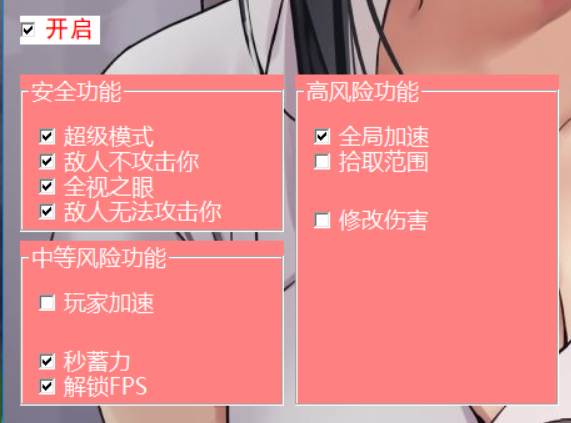 开启
安全功能
超级模式
敌人不攻击你
全视之眼
敌人无法攻击你
中等风险功能
玩家加速
秒蓄力
解锁FPS
高风险功能
全局加速
拾取范围
修改伤害